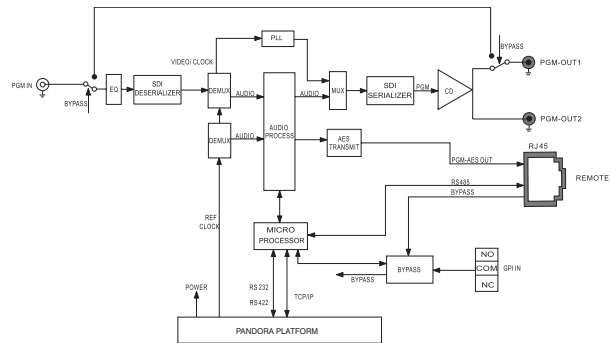 PLL
BYPASS
VIDEO/ CLOCK
PGM-OUT1
PGM IN
EQ
SDI
DESERIALIZER
DEMUX
AUDIO
AUDIO
MUX
SDI
SERIALIZER
PGM
CD
BYPASS
AUDIO
PROCESS
PGM-OUT2
DEMUX
AUDIO
AES
TRANSMIT
RJ45
PGM-AES OUT
REMOTE
RS485
BYPASS
REF
CLOCK
MICRO
PROCESSOR
NO
COM
NC
GPI IN
BYPASS
BYPASS
POWER
RS 232
RS 422
TCP/IP
PANDORA PLATFORM